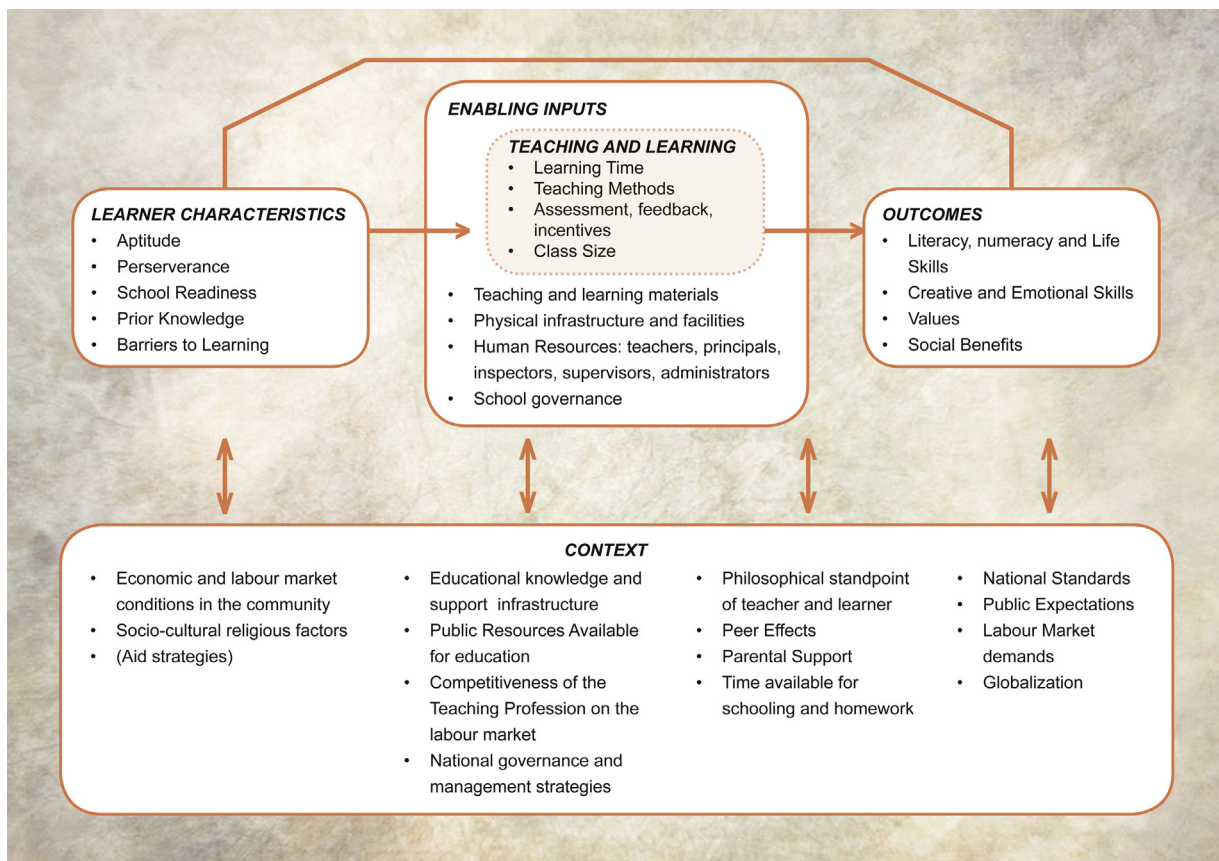 ENABLING INPUTS
TEACHING AND LEARNING
• Learning Time
• Teaching Methods
• Assessment, feedback,
incentives
• Class Size
• Teaching and learning materials
• Physical infrastructure and facilities
• Human Resources: teachers, principals,
inspectors, supervisors, administrators
• School governance
LEARNER CHARACTERISTICS
• Aptitude
• Perserverance
• School Readiness
• Prior Knowledge
• Barriers to Learning
OUTCOMES
• Literacy, numeracy and Life
Skills
• Creative and Emotional Skills
• Values
• Social Benefits
CONTEXT
• Economic and labour market
conditions in the community
• Socio-cultural religious factors
• (Aid strategies)
• Educational knowledge and
support infrastructure
• Public Resources Available
for education
• Competitiveness of the
Teaching Profession on the
labour market
• National governance and
management strategies
• Philosophical standpoint
of teacher and learner
• Peer Effects
• Parental Support
• Time available for
schooling and homework
• National Standards
• Public Expectations
• Labour Market
demands
• Globalization